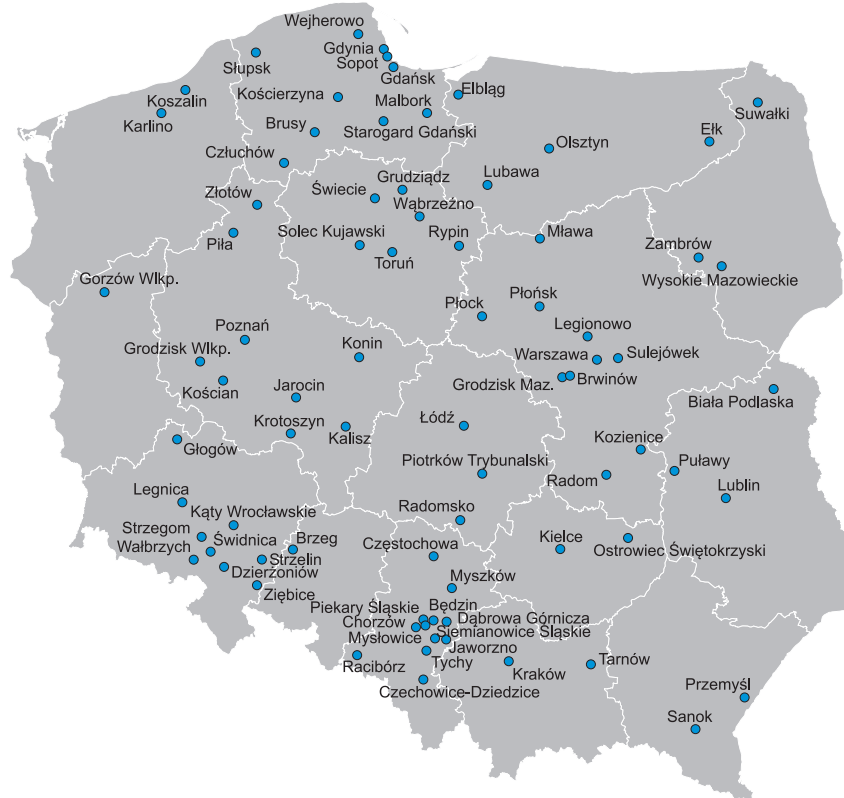 Wejherowo
Gdynia
Sopot
Słupsk
Gdańsk
Elbląg
Koszalin
Kościerzyna
Malbork
Suwałki
Karlino
Brusy
Starogard Gdański
Ełk
Olsztyn
Człuchów
Lubawa
Grudziądz
Złotów
Świecie
Wąbrzeźno
Solec Kujawski
Rypin
Mława
Piła
Toruń
Zambrów
Wysokie Mazowieckie
Gorzów Wlkp.
Płock
Płońsk
Poznań
Legionowo
Konin
Grodzisk Wlkp.
Warszawa
Sulejówek
Kościan
Jarocin
Grodzisk Maz.
Brwinów
Biała Podlaska
Krotoszyn
Kalisz
Łódź
Kozienice
Głogów
Piotrków Trybunalski
Puławy
Radom
Lublin
Legnica
Kąty Wrocławskie
Radomsko
Strzegom
Świdnica
Brzeg
Kielce
Wałbrzych
Strzelin
Częstochowa
Ostrowiec Świętokrzyski
Dzierżoniów
Myszków
Ziębice
Piekary Śląskie
Będzin
Chorzów
Dąbrowa Górnicza
Mysłowice
Siemianowice Śląskie
Jaworzno
Racibórz
Tychy
Kraków
Tarnów
Czechowice-Dziedzice
Przemyśl
Sanok